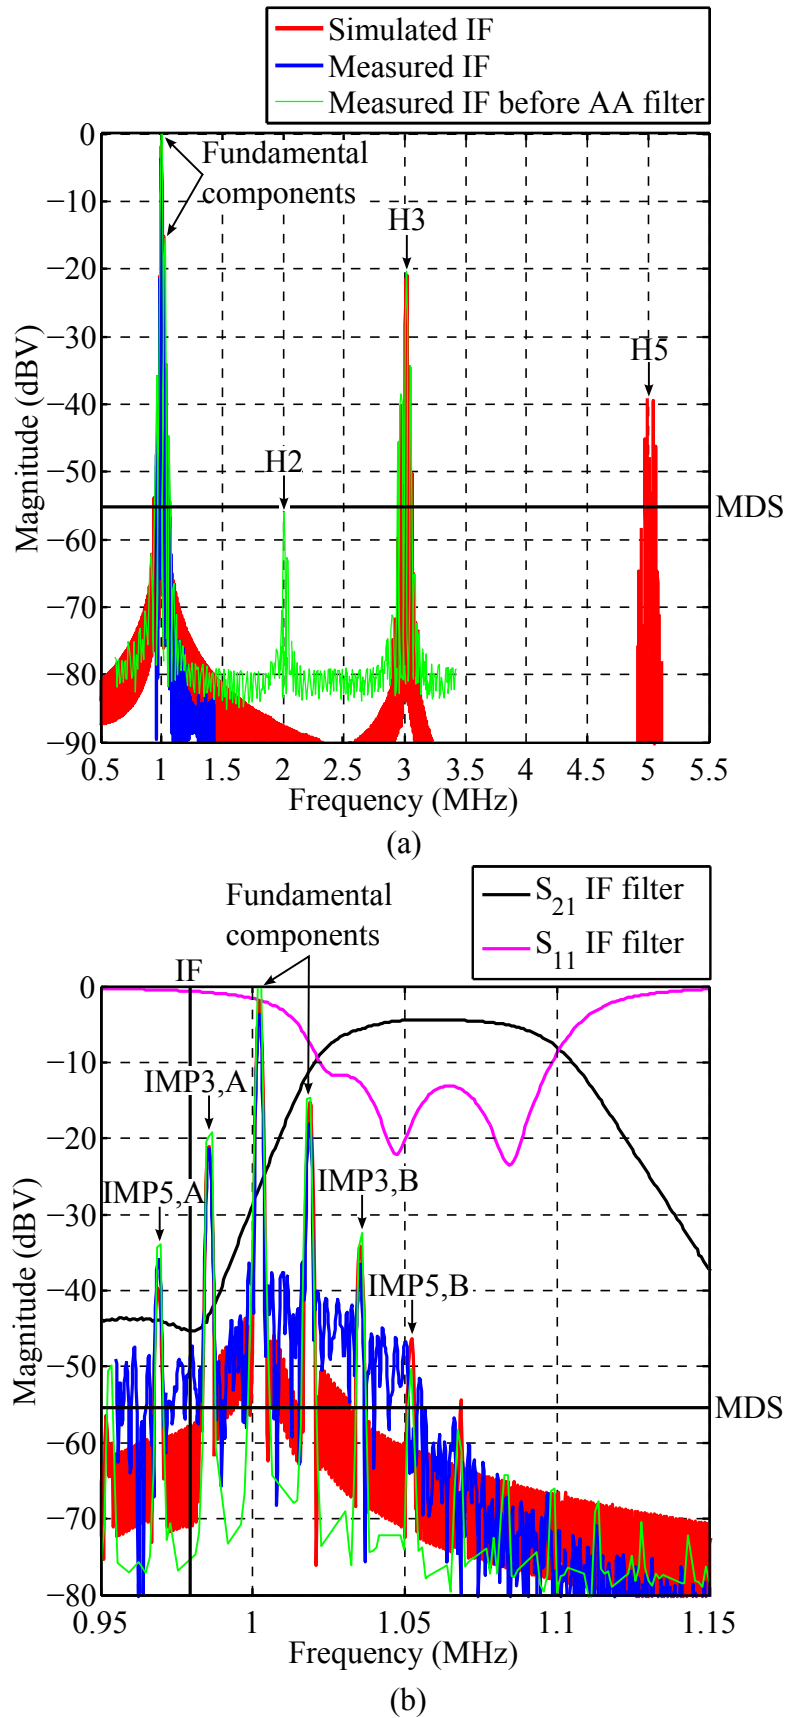 Simulated IF
Measured IF
Measured IF before AA filter
Fundamental
components
H3
H5
H2
MDS
Magnitude (dBV)
0
−10
−20
−30
−40
−50
−60
−70
−80
−90
0.5 1 1.5 2 2.5 3 3.5 4 4.5 5 5.5
Frequency (MHz)
(a)
S21 IF filter
S11 IF filter
Fundamental
components
IF
IMP3,A
IMP5,A
IMP3,B
IMP5,B
MDS
Magnitude (dBV)
0
−10
−20
−30
−40
−50
−60
−70
−80
0.95 1 1.05 1.1 1.15
Frequency (MHz)
(b)